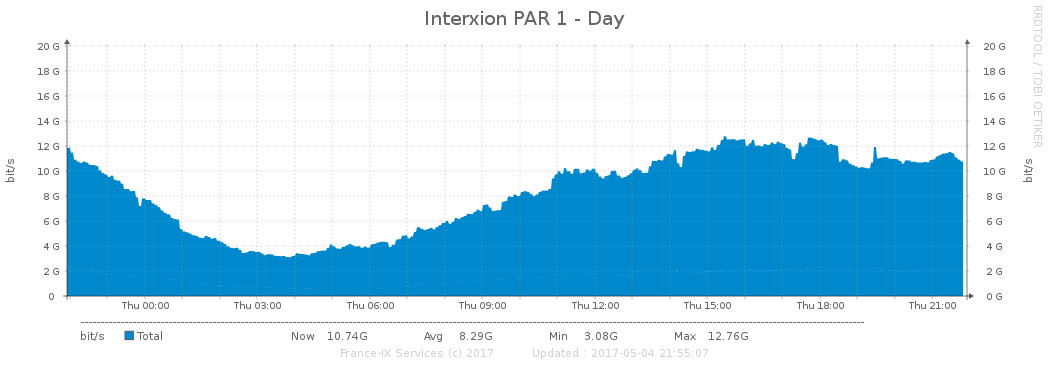 Interxion PAR 1 - Day
RRDTOOL / TOBI OETIKER
bit/s
20 G 20 G
18 G 18 G
16 G 16 G
14 G 14 G
12 G 12 G
10 G 10 G
8 G 8 G
6 G 6 G
4 G 4 G
2 G 2 G
0 0 G
bit/s
Thu 00:00 Thu 03:00 Thu 06:00 Thu 09:00 Thu 12:00 Thu 15:00 Thu 18:00 Thu 21:00
bit/s Total Now 10.74G Avg 8.29G Min 3.08G Max 12.76G
France-IX Services (c) 2017 Updated : 2017-05-04 21:55:07